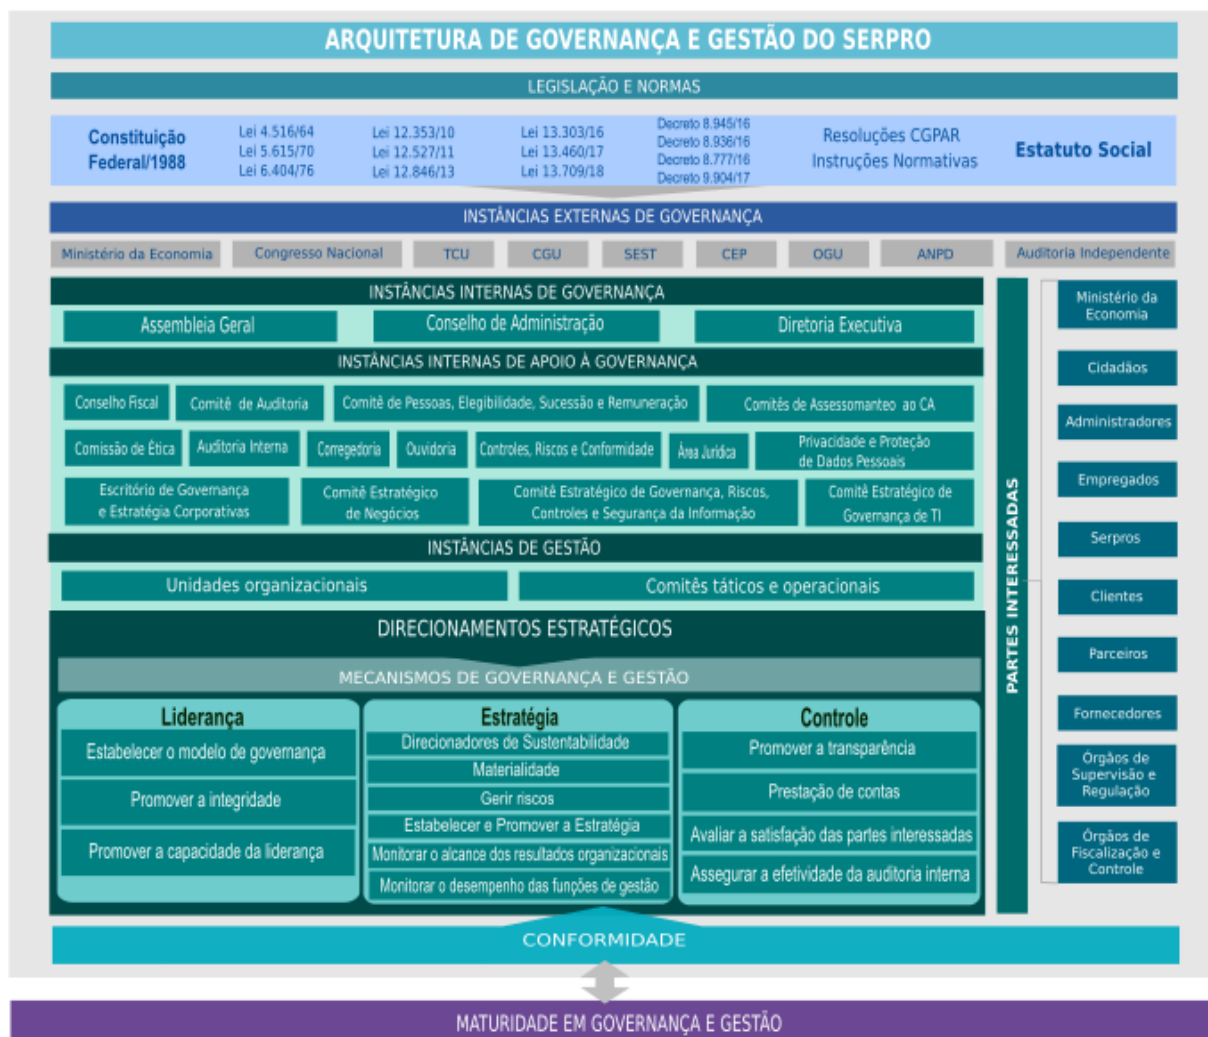 ARQUITETURA DE GOVERNANÇA E GESTÃO DO SERPRO
LEGISLAÇÃO E NORMAS
Constituição
Federal/1988
Lei 4.516/64
Lei 5.615/70
Lei 6.404/76
Lei 12.353/10
Lei 12.527/11
Lei 12.846/13
Lei 13.303/16
Lei 13.460/17
Lei 13.709/18
Decreto 8.945/16
Decreto 8.936/16
Decreto 8.777/16
Decreto 9.904/17
Resoluções CGPAR
Instruções Normativas
Estatuto Social
INSTÂNCIAS EXTERNAS DE GOVERNANÇA
Ministério da Economia
Congresso Nacional
TCU
CGU
SEST
CEP
OGU
ANPD
Auditoria Independente
INSTÂNCIAS INTERNAS DE GOVERNANÇA
Assembleia Geral
Conselho de Administração
Diretoria Executiva
INSTÂNCIAS INTERNAS DE APOIO À GOVERNANÇA
Conselho Fiscal
Comitê de Auditoria
Comitê de Pessoas, Elegibilidade, Sucessão e Remuneração
Comitês de Assessomanteo ao CA
Comissão de Ética
Auditoria Interna
Corregedoria
Ouvidoria
Controles, Riscos e Conformidade
Área Jurídica
Privacidade e Proteção
de Dados Pessoais
Escritório de Governança
e Estratégia Corporativas
Comitê Estratégico
de Negócios
Comitê Estratégico de Governança, Riscos,
Controles e Segurança da Informação
Comitê Estratégico de
Governança de TI
INSTÂNCIAS DE GESTÃO
Unidades organizacionais
Comitês táticos e operacionais
DIRECIONAMENTOS ESTRATÉGICOS
MECANISMOS DE GOVERNANÇA E GESTÃO
Liderança
Estabelecer o modelo de governança
Promover a integridade
Promover a capacidade da liderança
Estratégia
Direcionadores de Sustentabilidade
Materialidade
Gerir riscos
Estabelecer e Promover a Estratégia
Monitorar o alcance dos resultados organizacionais
Monitorar o desempenho das funções de gestão
Controle
Promover a transparência
Prestação de contas
Avaliar a satisfação das partes interessadas
Assegurar a efetividade da auditoria interna
PARTES INTERESSADAS
Ministério da
Economia
Cidadãos
Administradores
Empregados
Serpros
Clientes
Parceiros
Fornecedores
Órgãos de
Supervisão e
Regulação
Órgãos de
Fiscalização e
Controle
CONFORMIDADE
MATURIDADE EM GOVERNANÇA E GESTÃO